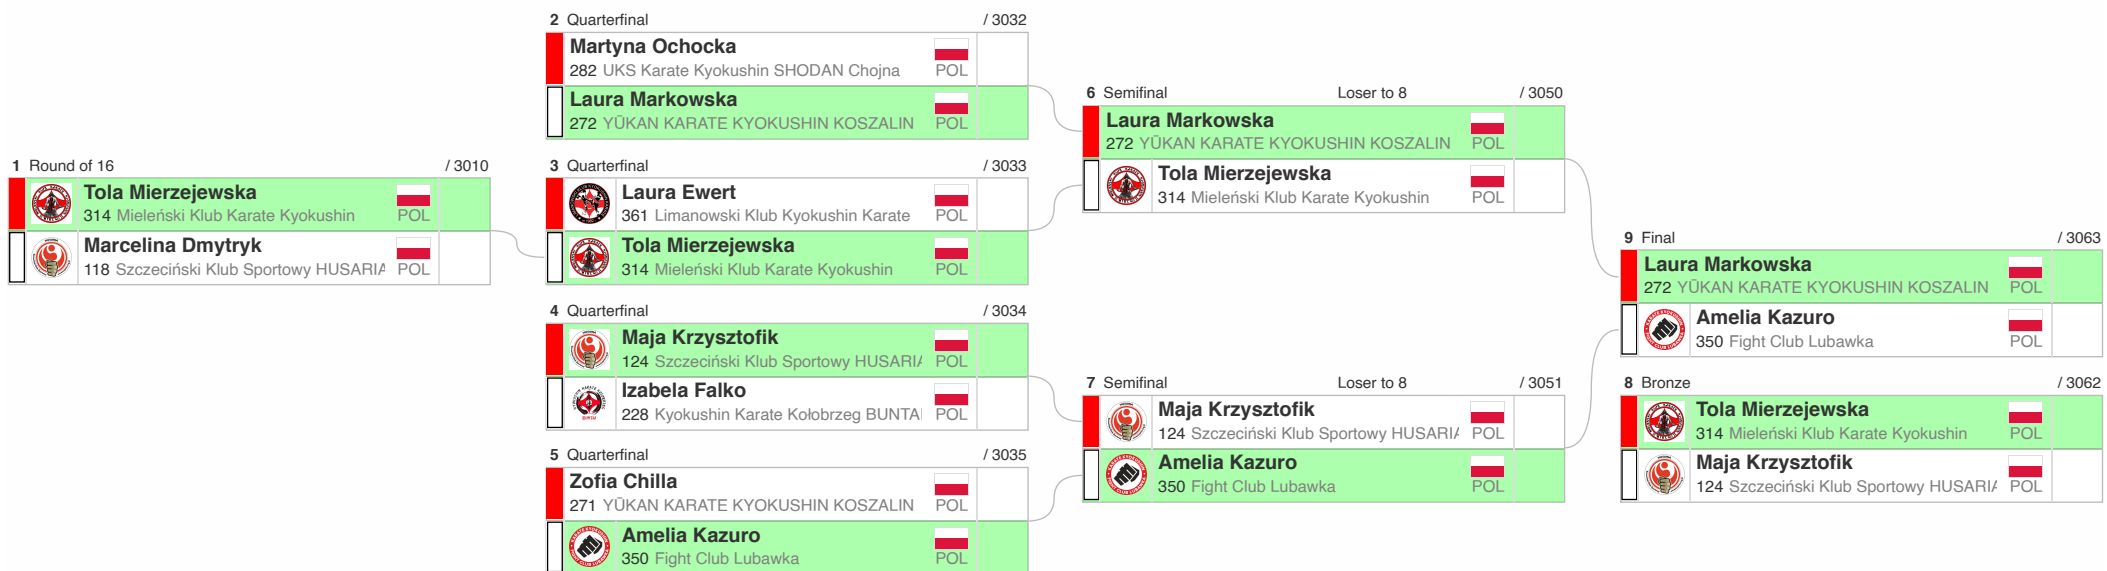 1 Round of 16 / 3010
Tola Mierzejewska
314 Mieleński Klub Karate Kyokushin POL
Marcelina Dmytryk
118 Szczeciński Klub Sportowy HUSARIA POL
2 Quarterfinal / 3032
Martyna Ochocka
282 UKS Karate Kyokushin SHODAN Chojna POL
Laura Markowska
272 YŪKAN KARATE KYOKUSHIN KOSZALIN POL
3 Quarterfinal / 3033
Laura Ewert
361 Limanowski Klub Kyokushin Karate POL
Tola Mierzejewska
314 Mieleński Klub Karate Kyokushin POL
4 Quarterfinal / 3034
Maja Krzysztofik
124 Szczeciński Klub Sportowy HUSARIA POL
Izabela Falko
228 Kyokushin Karate Kołobrzeg BUNTAI POL
5 Quarterfinal / 3035
Zofia Chilla
271 YŪKAN KARATE KYOKUSHIN KOSZALIN POL
Amelia Kazuro
350 Fight Club Lubawka POL
6 Semifinal Loser to 8 / 3050
Laura Markowska
272 YŪKAN KARATE KYOKUSHIN KOSZALIN POL
Tola Mierzejewska
314 Mieleński Klub Karate Kyokushin POL
7 Semifinal Loser to 8 / 3051
Maja Krzysztofik
124 Szczeciński Klub Sportowy HUSARIA POL
Amelia Kazuro
350 Fight Club Lubawka POL
9 Final / 3063
Laura Markowska
272 YŪKAN KARATE KYOKUSHIN KOSZALIN POL
Amelia Kazuro
350 Fight Club Lubawka POL
8 Bronze / 3062
Tola Mierzejewska
314 Mieleński Klub Karate Kyokushin POL
Maja Krzysztofik
124 Szczeciński Klub Sportowy HUSARIA POL